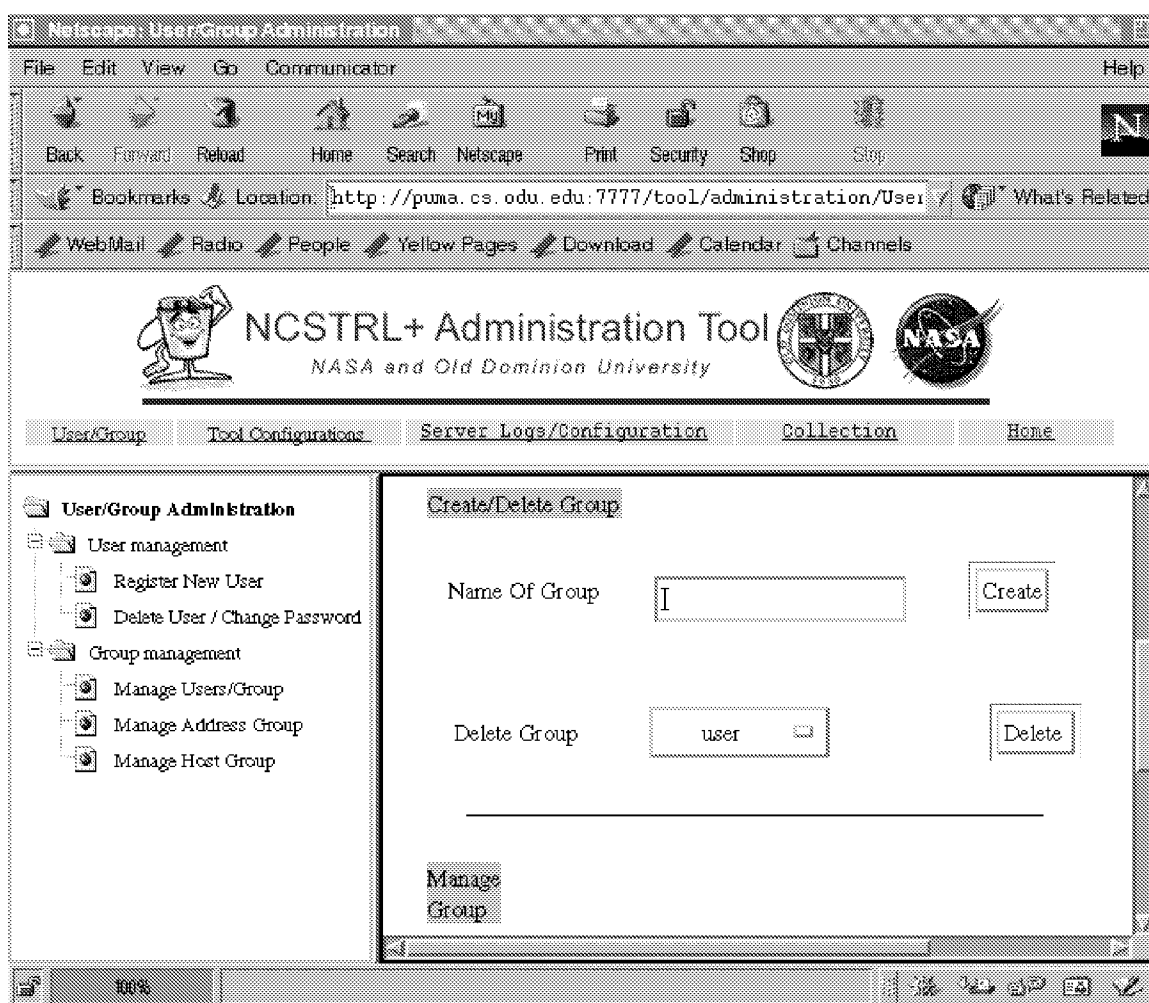 Netscape: User/Group Administration
File Edit View Go Communicator Help
Back Forward Reload Home Search Netscape Print Security Shop Stop
My
N
Bookmarks Location: http://puma.cs.odu.edu:7777/tool/administration/User What's Related
WebMail Radio People Yellow Pages Download Calendar Channels
NCSTRL+ Administration Tool
NASA and Old Dominion University
NASA
User/Group Tool Configurations Server Logs/Configuration Collection Home
User/Group Administration
User management
Register New User
Delete User / Change Password
Group management
Manage Users/Group
Manage Address Group
Manage Host Group
Create/Delete Group
Name Of Group Create
Delete Group user Delete
Manage
Group
100%